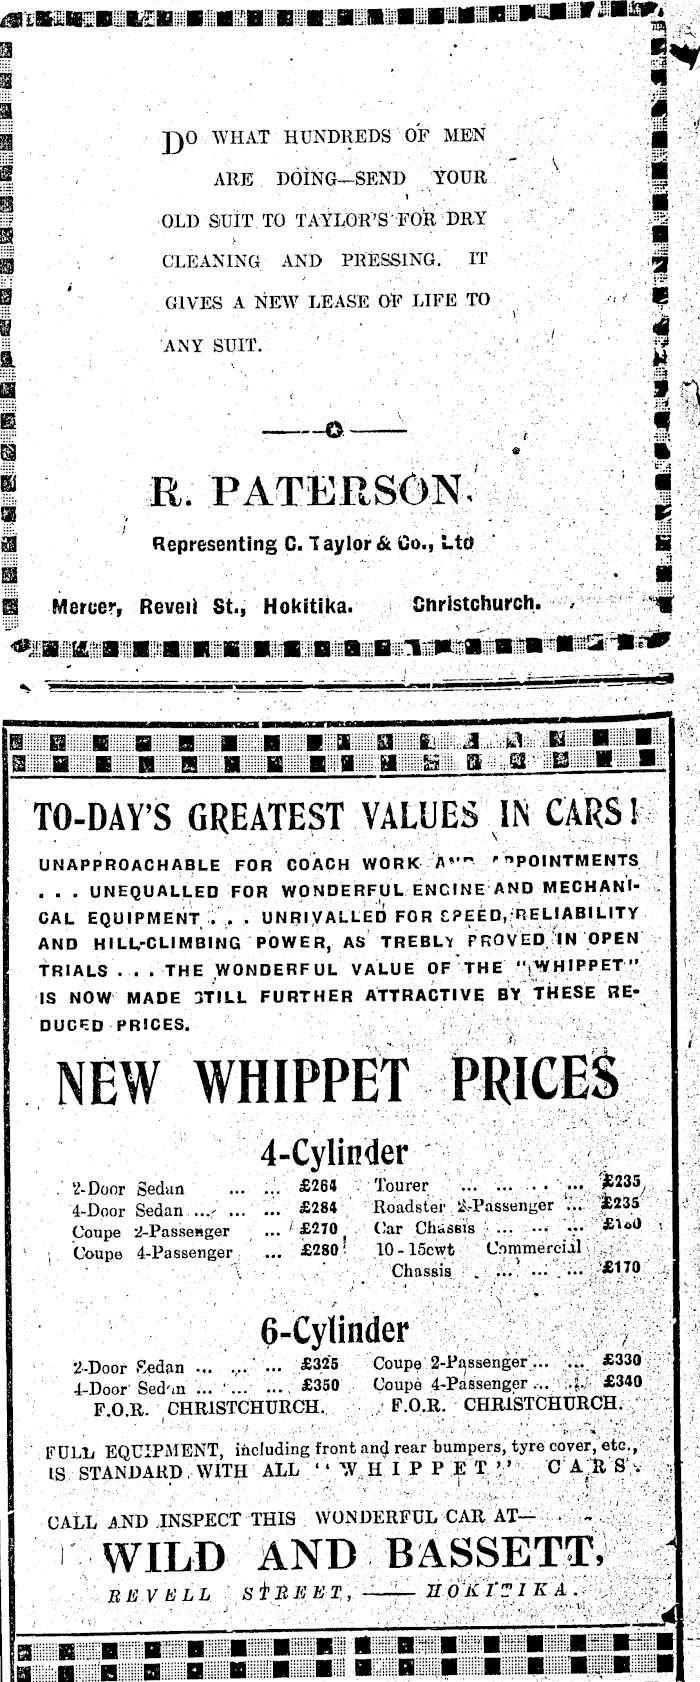 DO WHAT HUNDREDS OF MEN
ARE DOING—SEND YOUR
OLD SUIT TO TAYLOR'S FOR DRY
CLEANING AND PRESSING. IT
GIVES A NEW LEASE OF LIFE TO
ANY SUIT.
R. PATERSON.
Representing C. Taylor & Co., Ltd
Mercer, Revell St., Hokitika. Christchurch.
TO-DAY'S GREATEST VALUES IN CARS!
UNAPPROACHABLE FOR COACH WORK AND APPOINTMENTS
. . . UNEQUALLED FOR WONDERFUL ENGINE AND MECHANI-
CAL EQUIPMENT . . . UNRIVALLED FOR SPEED, RELIABILITY
AND HILL-CLIMBING POWER, AS TREBLY PROVED IN OPEN
TRIALS . . . THE WONDERFUL VALUE OF THE "WHIPPET"
IS NOW MADE STILL FURTHER ATTRACTIVE BY THESE RE-
DUCED PRICES.
NEW WHIPPET PRICES
4-Cylinder
2-Door Sedan ... ... £264
4-Door Sedan ... ... ... £284
Coupe 2-Passenger ... £270
Coupe 4-Passenger ... £280
Tourer ... ... ... ... £235
Roadster 2-Passenger ... £235
Car Chassis ... ... ...
10-15cwt Commercial
Chassis ... ... ... £170
6-Cylinder
2-Door Sedan ... ... ... £325
4-Door Sedan ... ... ... £350
F.O.R. CHRISTCHURCH.
Coupe 2-Passenger ... ... £330
Coupe 4-Passenger ... ... £340
F.O.R. CHRISTCHURCH.
FULL EQUIPMENT, including front and rear bumpers, tyre cover, etc.,
IS STANDARD WITH ALL "WHIPPET" CARS.
CALL AND INSPECT THIS WONDERFUL CAR AT—
WILD AND BASSETT,
REVELL STREET, —— HOKITIKA.